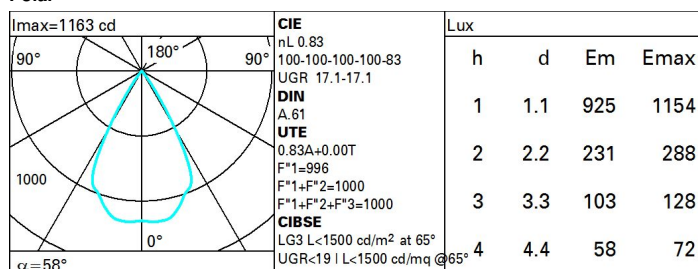 Imax=1163 cd
90° 180° 90°
1000
0°
α=58°
CIE
nL 0.83
100-100-100-100-83
UGR 17.1-17.1
DIN
A.61
UTE
0.83A+0.00T
F"1=996
F"1+F"2=1000
F"1+F"2+F"3=1000
CIBSE
LG3 L<1500 cd/m² at 65°
UGR<19 | L<1500 cd/mq @65°
Lux
h d Em Emax
1 1.1 925 1154
2 2.2 231 288
3 3.3 103 128
4 4.4 58 72